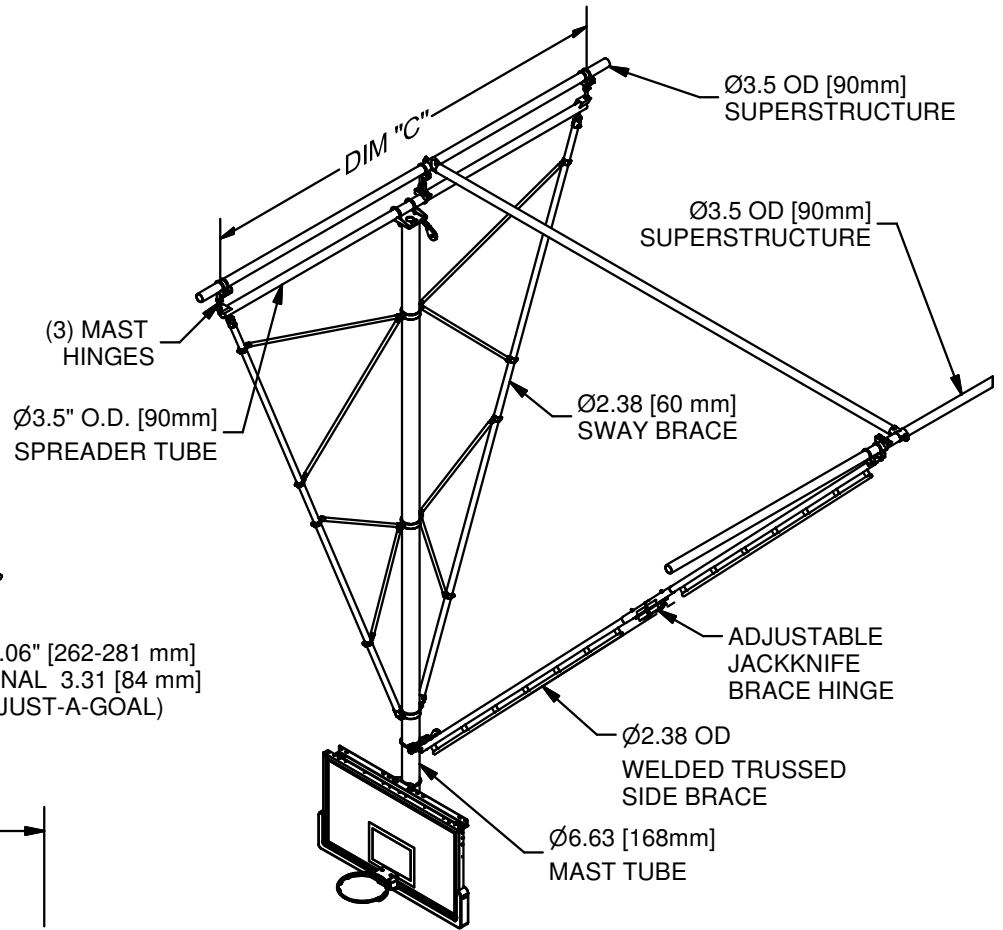 Ø3.5 OD [90mm]
SUPERSTRUCTURE
DIM "C"
Ø3.5 OD [90mm]
SUPERSTRUCTURE
(3) MAST
HINGES
Ø3.5" O.D. [90mm]
SPREADER TUBE
Ø2.38 [60 mm]
SWAY BRACE
.06" [262-281 mm]
NAL 3.31 [84 mm]
JUST-A-GOAL)
ADJUSTABLE
JACKKNIFE
BRACE HINGE
Ø2.38 OD
WELDED TRUSSED
SIDE BRACE
Ø6.63 [168mm]
MAST TUBE